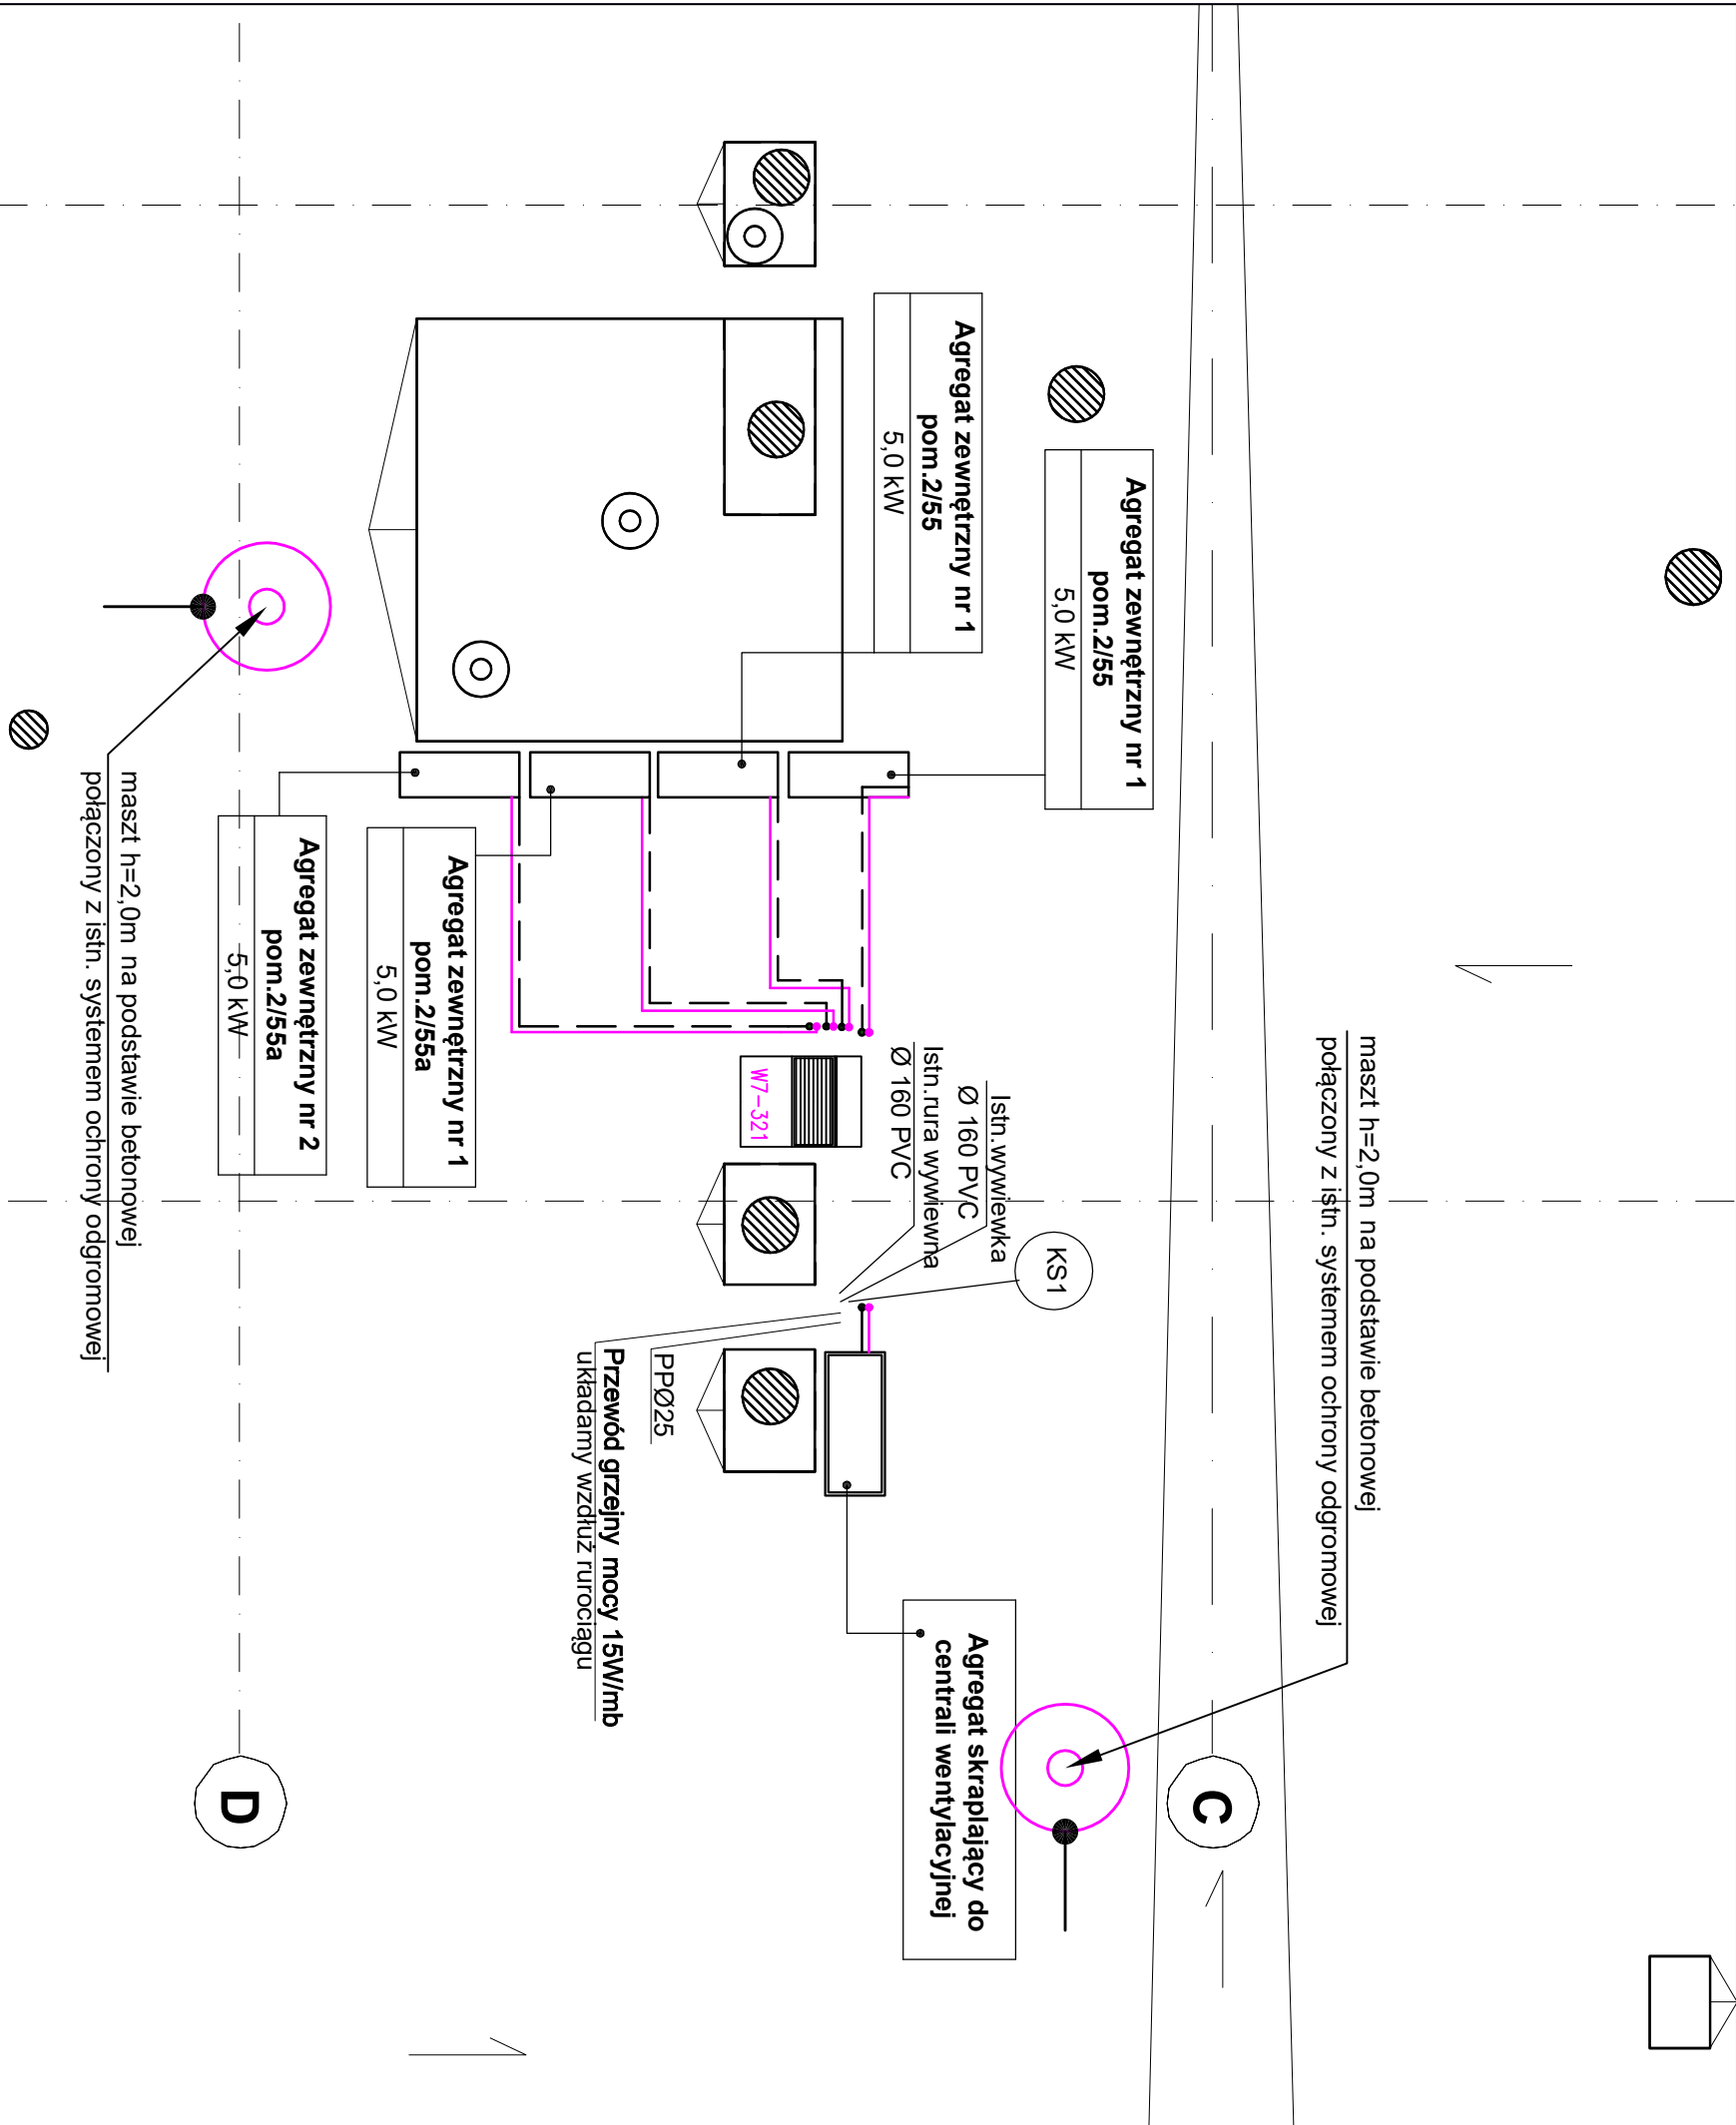 maszt h=2,0m na podstawie betonowej
połączony z istn. systemem ochrony odgromowej
C
Agregat zewnętrzny nr 1
pom.2/55
5,0 kW
Agregat zewnętrzny nr 1
pom.2/55
5,0 kW
KS1
Istn.wywiewka
Ø 160 PVC
Istn.rura wywiewna
Ø 160 PVC
Agregat skraplający do
centrali wentylacyjnej
W7-321
PPØ25
Przewód grzejny mocy 15W/mb
układamy wzdłuż rurociągu
Agregat zewnętrzny nr 1
pom.2/55a
5,0 kW
Agregat zewnętrzny nr 2
pom.2/55a
5,0 kW
D
maszt h=2,0m na podstawie betonowej
połączony z istn. systemem ochrony odgromowej